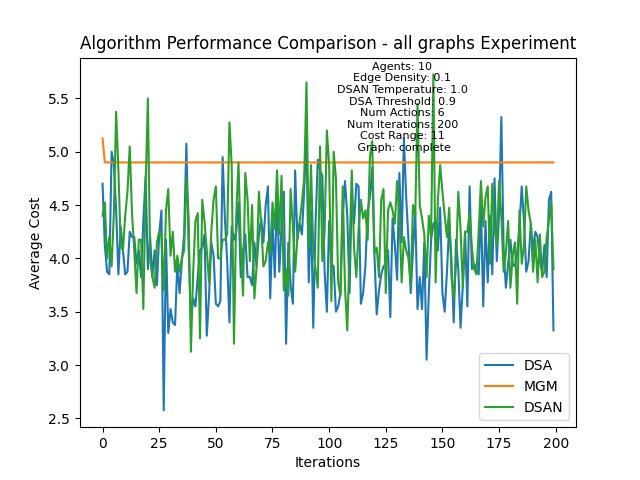 Algorithm Performance Comparison - all graphs Experiment
Agents: 10
Edge Density: 0.1
DSAN Temperature: 1.0
DSA Threshold: 0.9
Num Actions: 6
Num Iterations: 200
Cost Range: 11
Graph: complete
Average Cost
5.5
5.0
4.5
4.0
3.5
3.0
2.5
DSA
MGM
DSAN
0 25 50 75 100 125 150 175 200
Iterations